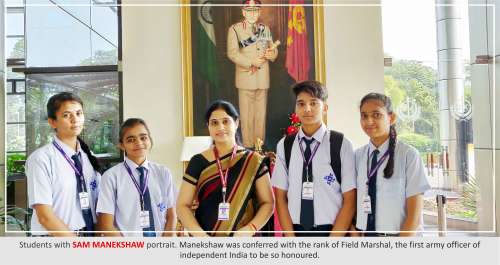 Students with SAM MANEKSHAW portrait. Manekshaw was conferred with the rank of Field Marshal, the first army officer of
independent India to be so honoured.